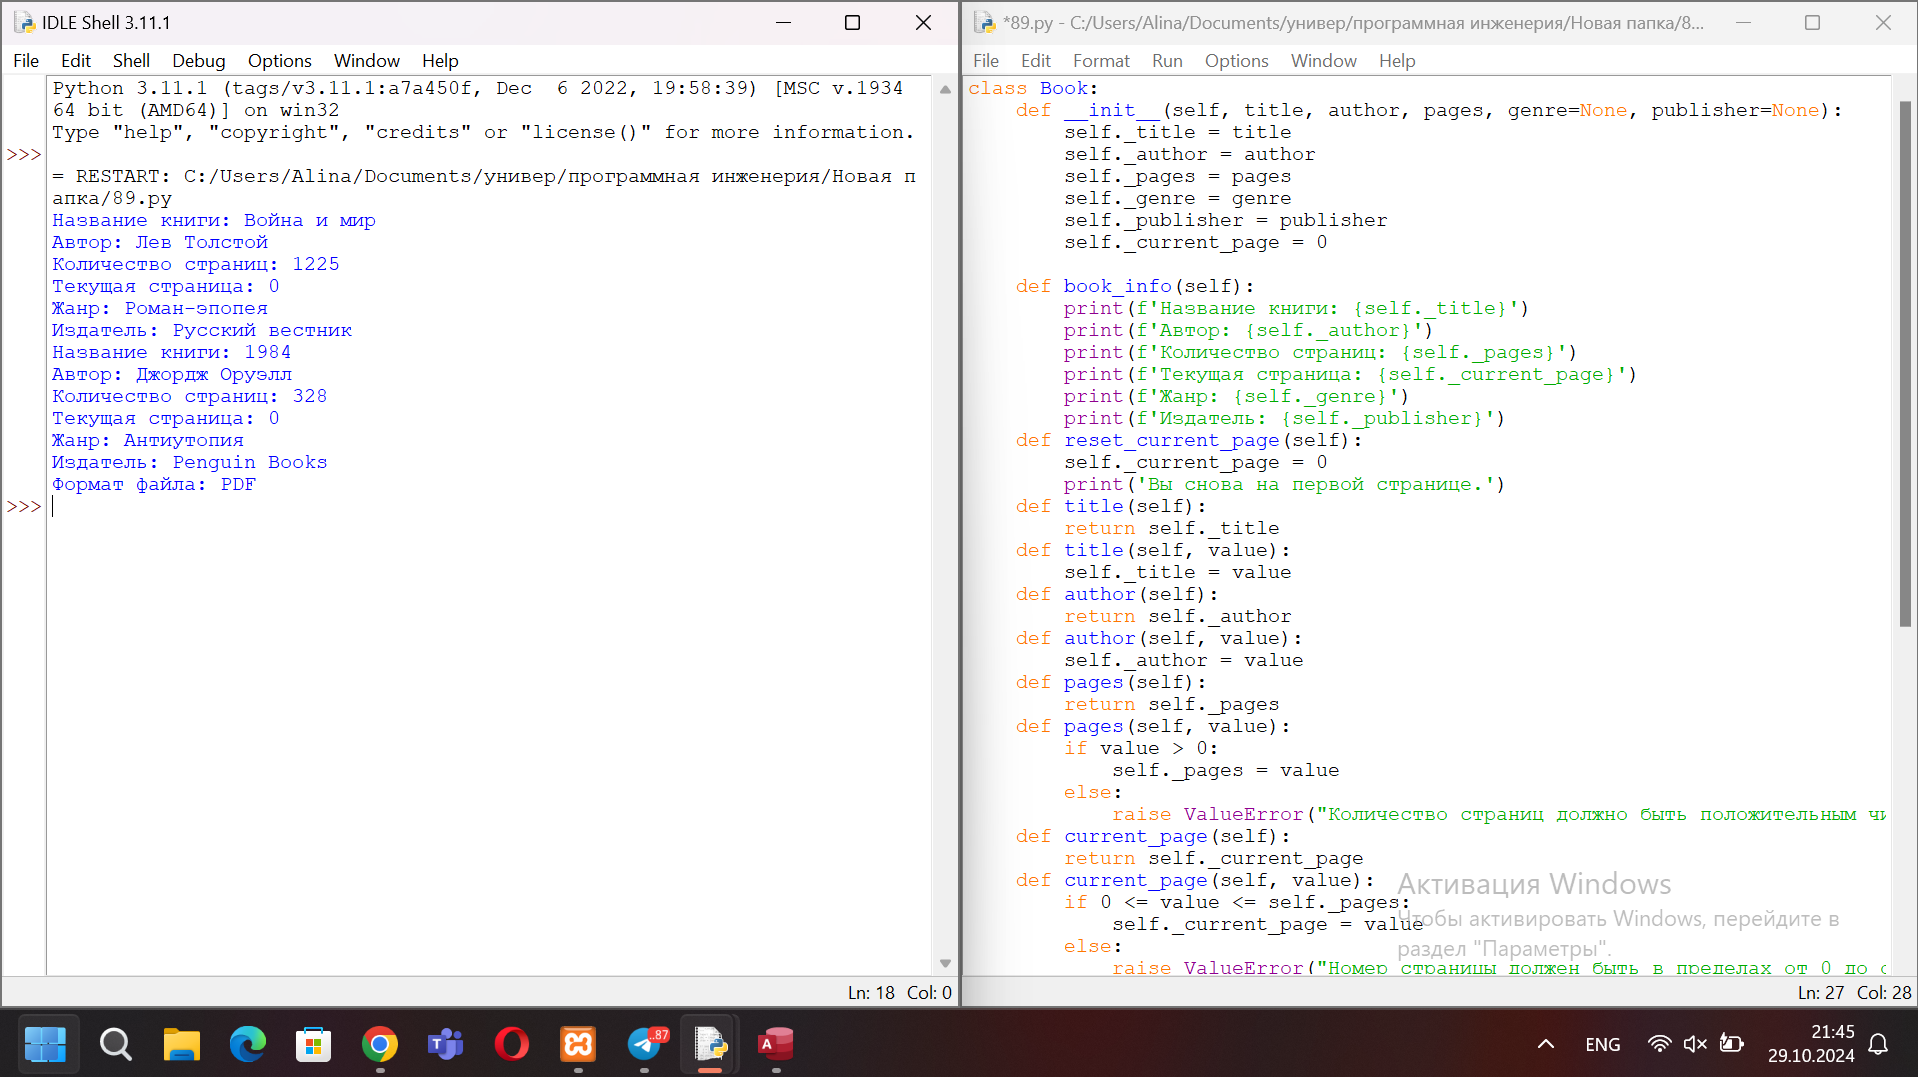 IDLE Shell 3.11.1
File Edit Shell Debug Options Window Help
Python 3.11.1 (tags/v3.11.1:a7a450f, Dec  6 2022, 19:58:39) [MSC v.1934
64 bit (AMD64)] on win32
Type "help", "copyright", "credits" or "license()" for more information.
>>>
= RESTART: C:/Users/Alina/Documents/универ/программная инженерия/Новая п
апка/89.py
Название книги: Война и мир
Автор: Лев Толстой
Количество страниц: 1225
Текущая страница: 0
Жанр: Роман-эпопея
Издатель: Русский вестник
Название книги: 1984
Автор: Джордж Оруэлл
Количество страниц: 328
Текущая страница: 0
Жанр: Антиутопия
Издатель: Penguin Books
Формат файла: PDF
>>>
Ln: 18 Col: 0
*89.py - C:/Users/Alina/Documents/универ/программная инженерия/Новая папка/8...
File Edit Format Run Options Window Help
class Book:
    def __init__(self, title, author, pages, genre=None, publisher=None):
        self._title = title
        self._author = author
        self._pages = pages
        self._genre = genre
        self._publisher = publisher
        self._current_page = 0
    def book_info(self):
        print(f'Название книги: {self._title}')
        print(f'Автор: {self._author}')
        print(f'Количество страниц: {self._pages}')
        print(f'Текущая страница: {self._current_page}')
        print(f'Жанр: {self._genre}')
        print(f'Издатель: {self._publisher}')
    def reset_current_page(self):
        self._current_page = 0
        print('Вы снова на первой странице.')
    def title(self):
        return self._title
    def title(self, value):
        self._title = value
    def author(self):
        return self._author
    def author(self, value):
        self._author = value
    def pages(self):
        return self._pages
    def pages(self, value):
        if value > 0:
            self._pages = value
        else:
            raise ValueError("Количество страниц должно быть положительным чи
    def current_page(self):
        return self._current_page
    def current_page(self, value):
        if 0 <= value <= self._pages:
            self._current_page = value
        else:
            raise ValueError("Номер страницы должен быть в пределах от 0 до
Активация Windows
Чтобы активировать Windows, перейдите в
раздел "Параметры".
Ln: 27 Col: 28
..87
ENG
21:45
29.10.2024